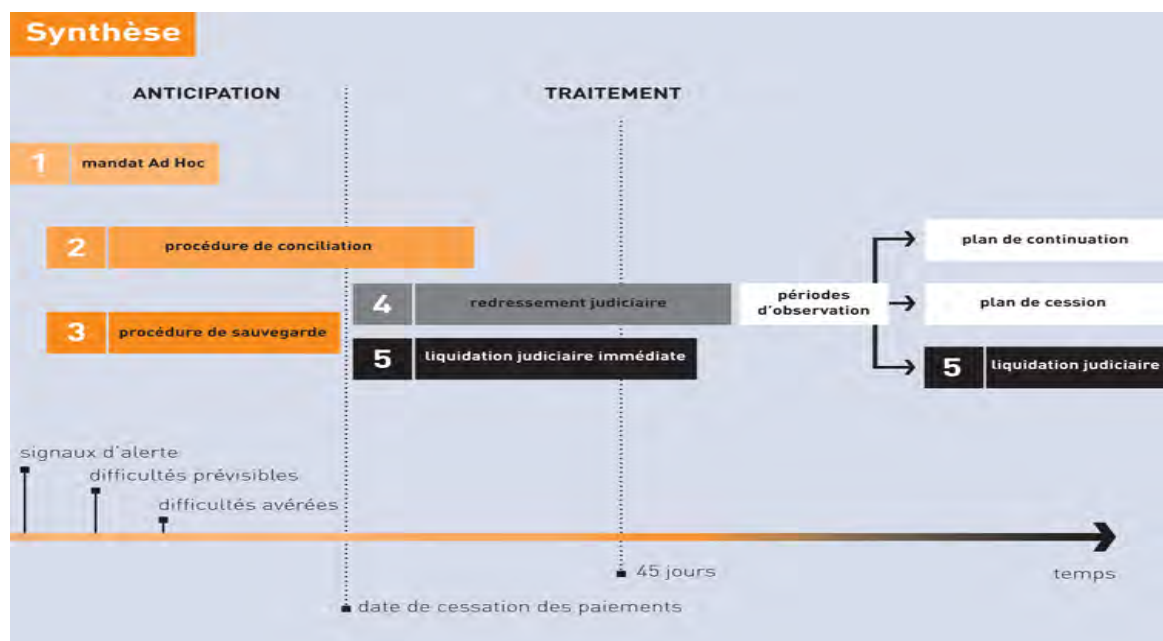 Synthèse
ANTICIPATION
TRAITEMENT
1 mandat Ad Hoc
2 procédure de conciliation
plan de continuation
4 redressement judiciaire
périodes
d'observation
plan de cession
3 procédure de sauvegarde
5 liquidation judiciaire immédiate
5 liquidation judiciaire
signaux d'alerte
difficultés prévisibles
difficultés avérées
45 jours
temps
date de cessation des paiements